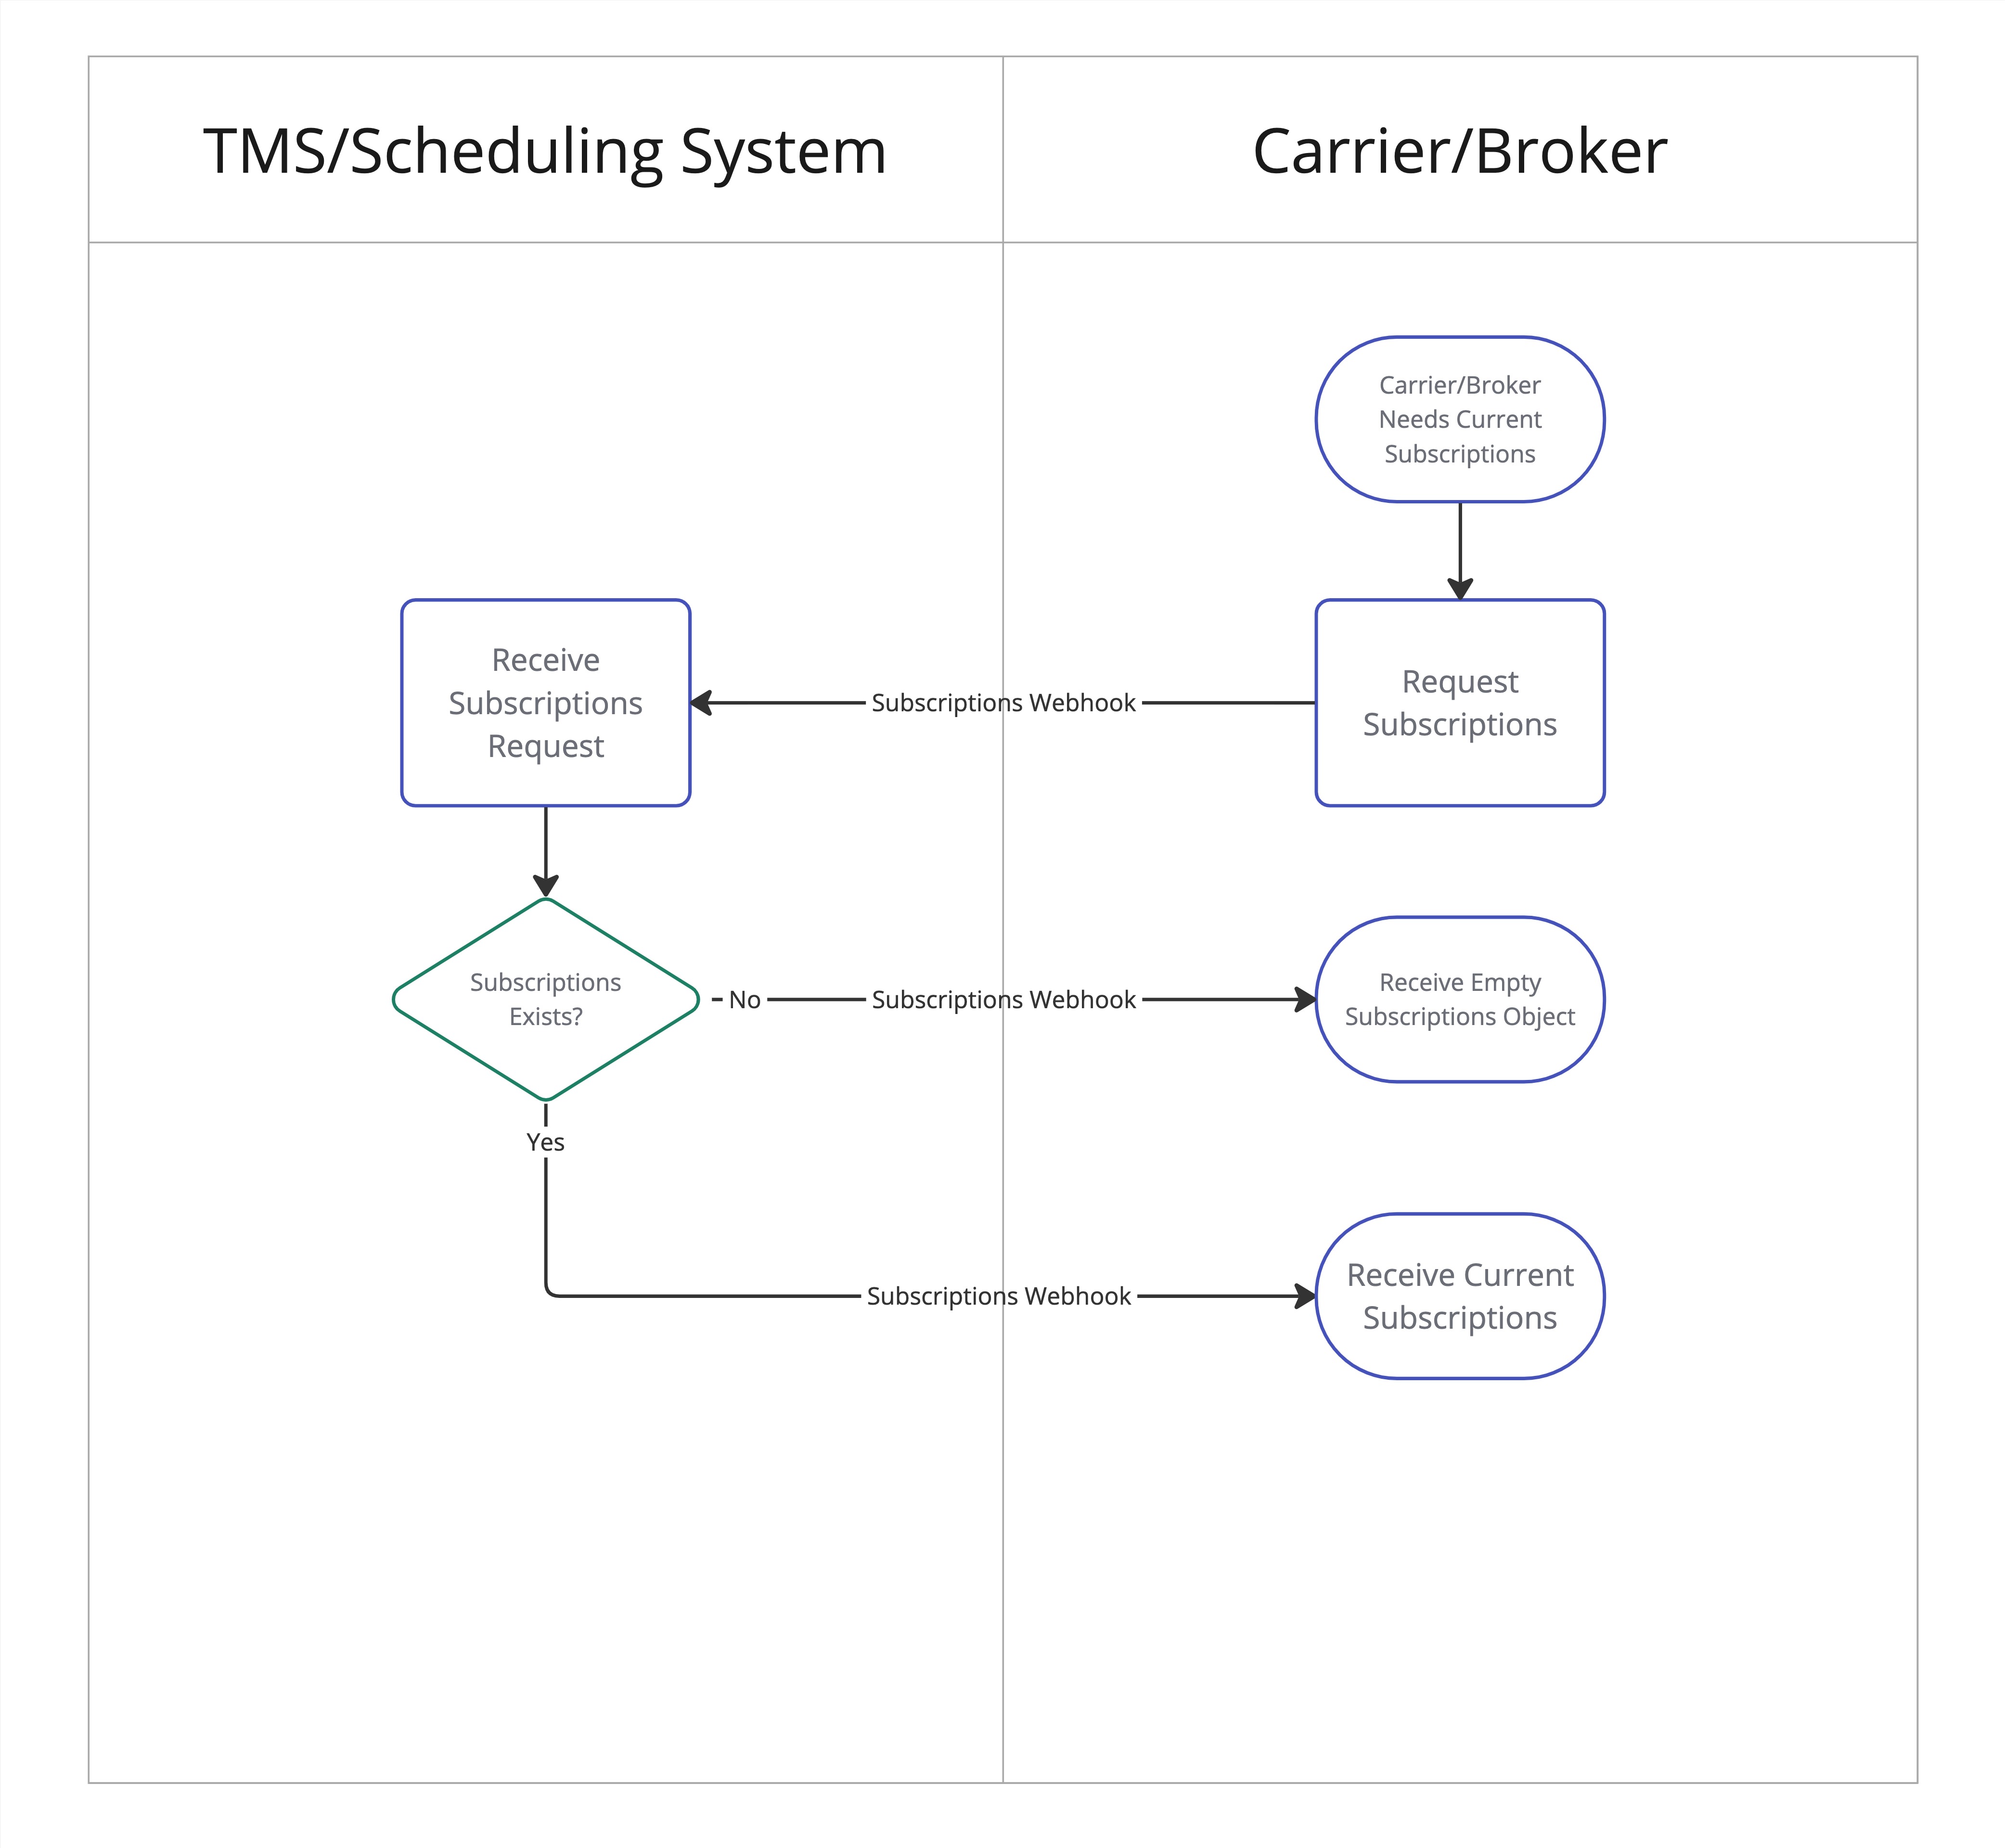 TMS/Scheduling System
Carrier/Broker
Carrier/Broker
Needs Current
Subscriptions
Receive
Subscriptions
Request
Subscriptions Webhook
Request
Subscriptions
Subscriptions
Exists?
No
Subscriptions Webhook
Receive Empty
Subscriptions Object
Yes
Subscriptions Webhook
Receive Current
Subscriptions